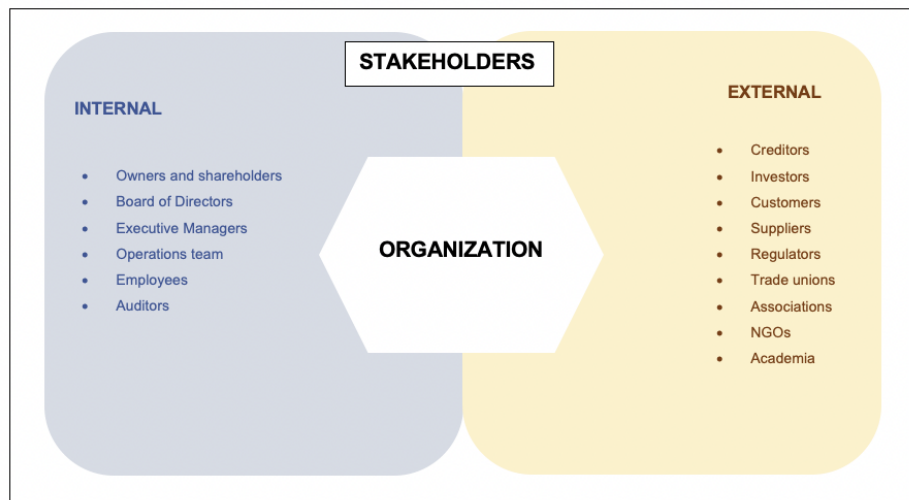 STAKEHOLDERS
INTERNAL
• Owners and shareholders
• Board of Directors
• Executive Managers
• Operations team
• Employees
• Auditors
ORGANIZATION
EXTERNAL
• Creditors
• Investors
• Customers
• Suppliers
• Regulators
• Trade unions
• Associations
• NGOs
• Academia